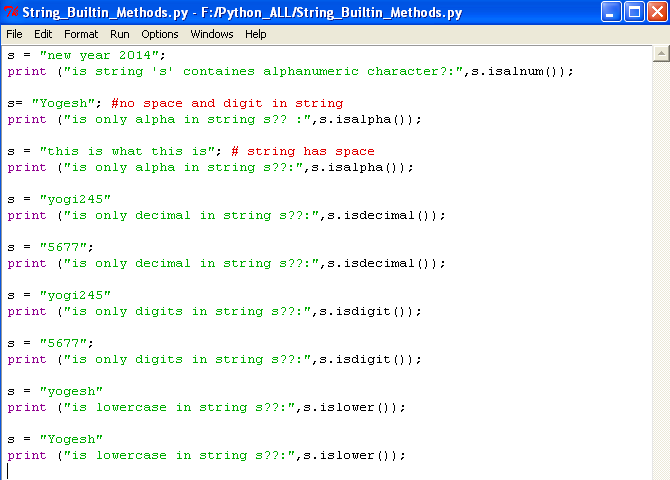 String_Builtin_Methods.py - F:/Python_ALL/String_Builtin_Methods.py
File Edit Format Run Options Windows Help
s = "new year 2014";
print ("is string 's' containes alphanumeric character?:",s.isalnum());
s= "Yogesh"; #no space and digit in string
print ("is only alpha in string s?? :",s.isalpha());
s = "this is what this is"; # string has space
print ("is only alpha in string s??:",s.isalpha());
s = "yogi245"
print ("is only decimal in string s??:",s.isdecimal());
s = "5677";
print ("is only decimal in string s??:",s.isdecimal());
s = "yogi245"
print ("is only digits in string s??:",s.isdigit());
s = "5677";
print ("is only digits in string s??:",s.isdigit());
s = "yogesh"
print ("is lowercase in string s??:",s.islower());
s = "Yogesh"
print ("is lowercase in string s??:",s.islower());